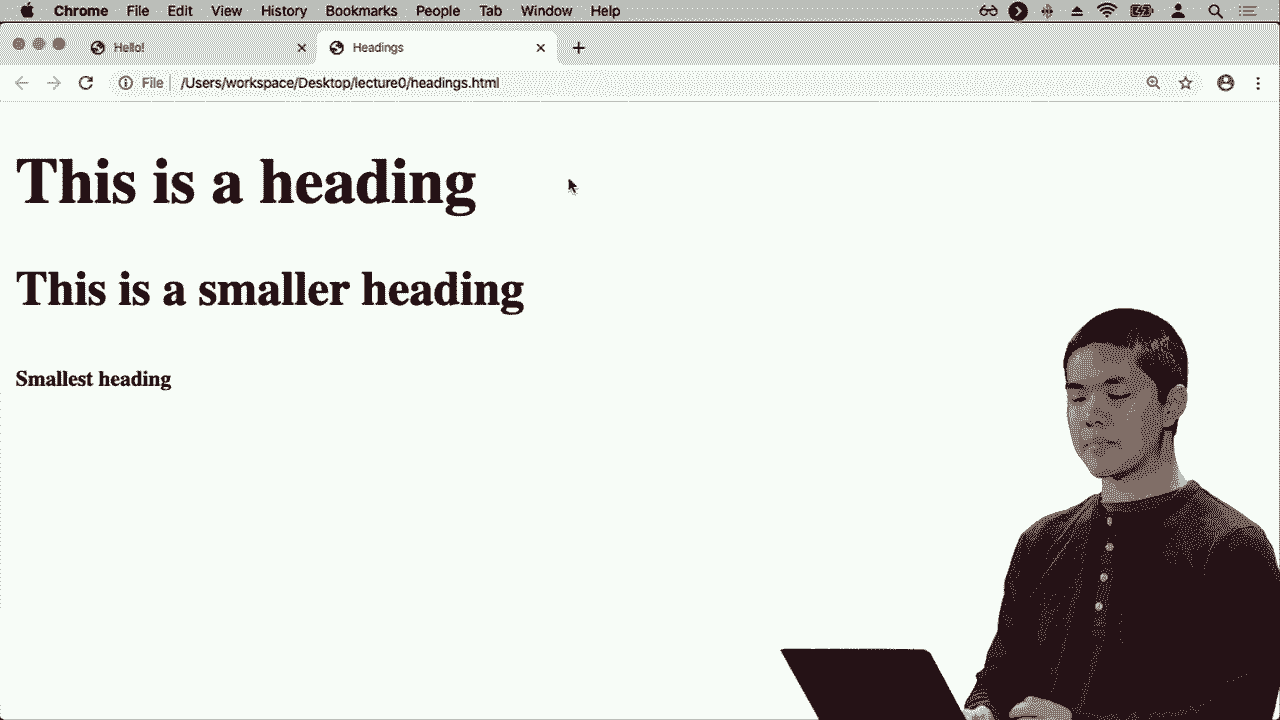 Chrome File Edit View History Bookmarks People Tab Window Help
Hello! Headings
File /Users/workspace/Desktop/lecture0/headings.html
This is a heading
This is a smaller heading
Smallest heading